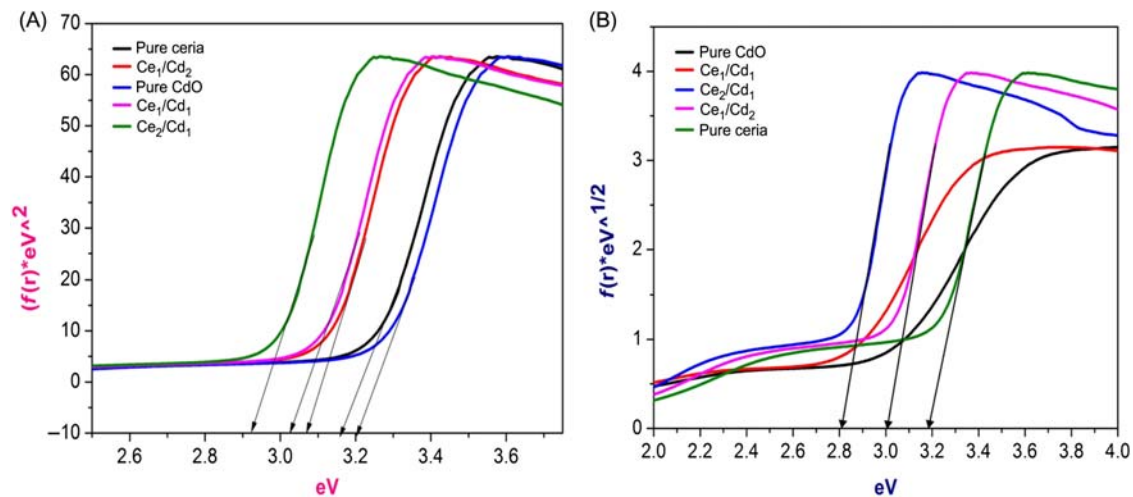 (A)
70
60
50
40
30
20
10
0
–10
2.6 2.8 3.0 3.2 3.4 3.6
eV
(f(r)*eV^2
Pure ceria
Ce1/Cd2
Pure CdO
Ce1/Cd1
Ce2/Cd1
(B)
4
3
2
1
0
2.0 2.2 2.4 2.6 2.8 3.0 3.2 3.4 3.6 3.8 4.0
eV
f(r)*eV^1/2
Pure CdO
Ce1/Cd1
Ce2/Cd1
Ce1/Cd2
Pure ceria